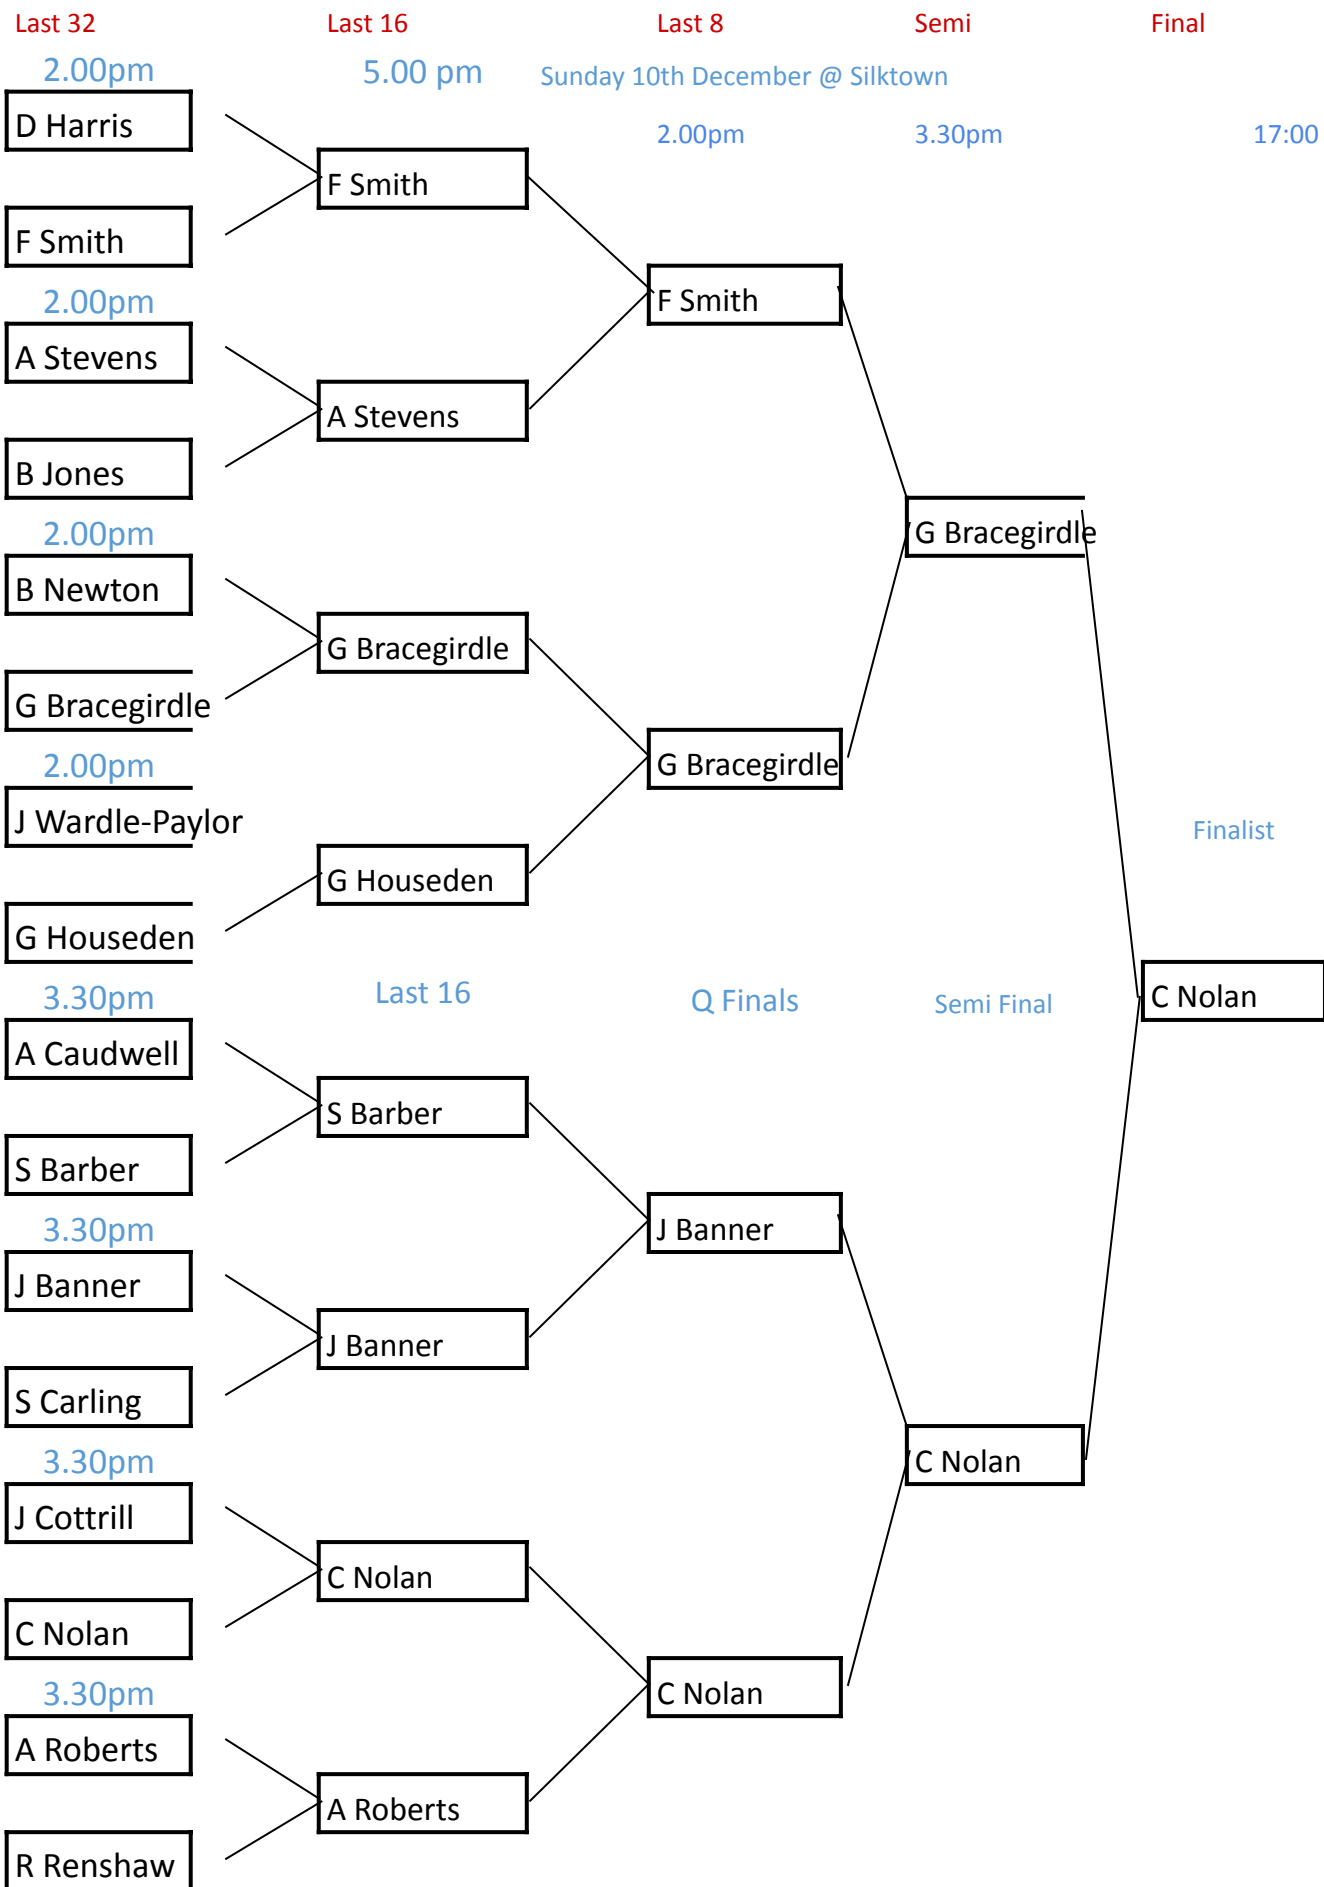 Last 32 Last 16 Last 8 Semi Final
2.00pm 5.00 pm Sunday 10th December @ Silktown
D Harris 2.00pm 3.30pm 17:00
F Smith
F Smith
2.00pm F Smith
A Stevens
A Stevens
B Jones
2.00pm G Bracegirdle
B Newton
G Bracegirdle
G Bracegirdle
2.00pm G Bracegirdle
J Wardle-Paylor Finalist
G Houseden
G Houseden
3.30pm Last 16 Q Finals Semi Final C Nolan
A Caudwell
S Barber
S Barber
3.30pm J Banner
J Banner
J Banner
S Carling
3.30pm C Nolan
J Cottrill
C Nolan
C Nolan
3.30pm C Nolan
A Roberts
A Roberts
R Renshaw